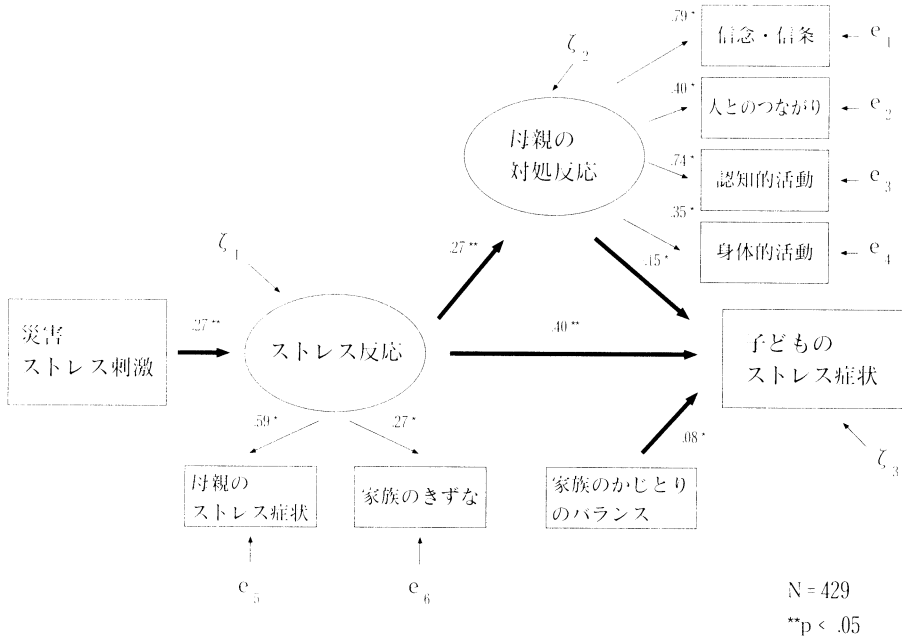 .79*
信念・信条
e1
ζ2
.40*
人とのつながり
e2
母親の
対処反応
.74*
認知的活動
e3
.35*
身体的活動
e4
ζ1
.27**
.15*
災害
ストレス刺激
.27**
ストレス反応
.40**
子どもの
ストレス症状
.59*
.27*
.08*
ζ3
母親の
ストレス症状
家族のきずな
家族のかじとり
のバランス
e5
e6
N = 429
**p < .05